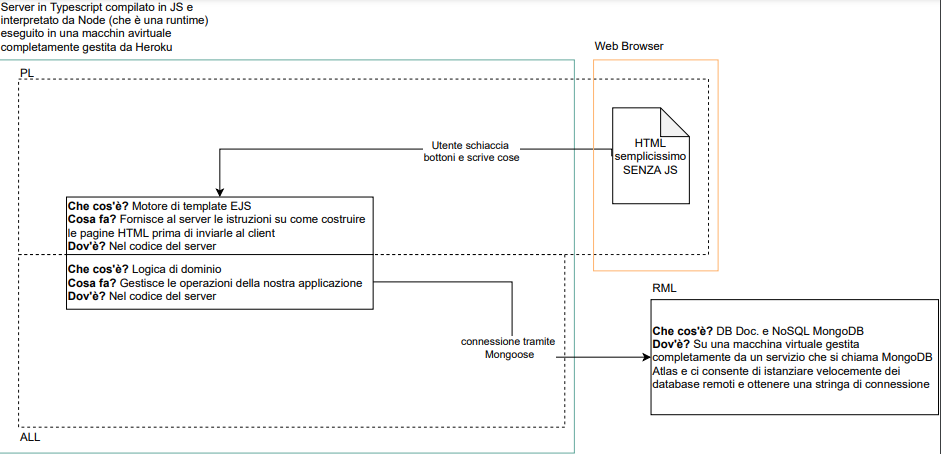 Server in Typescript compilato in JS e
interpretato da Node (che è una runtime)
eseguito in una macchin avirtuale
completamente gestita da Heroku
Web Browser
PL
HTML
semplicissimo
SENZA JS
Utente schiaccia
bottoni e scrive cose
Che cos'è? Motore di template EJS
Cosa fa? Fornisce al server le istruzioni su come costruire
le pagine HTML prima di inviarle al client
Dov'è? Nel codice del server
Che cos'è? Logica di dominio
Cosa fa? Gestisce le operazioni della nostra applicazione
Dov'è? Nel codice del server
RML
connessione tramite
Mongoose
Che cos'è? DB Doc. e NoSQL MongoDB
Dov'è? Su una macchina virtuale gestita
completamente da un servizio che si chiama MongoDB
Atlas e ci consente di istanziare velocemente dei
database remoti e ottenere una stringa di connessione
ALL